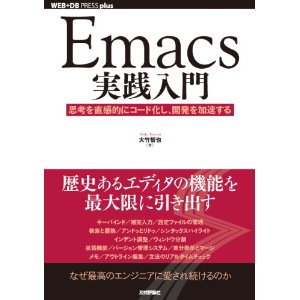 WEB+DB PRESS plus
Emacs
実践入門
思考を直感的にコード化し、開発を加速する
大竹智也
[著]
歴史あるエディタの機能を
最大限に引き出す
キーバインド／補完入力／設定ファイルの管理
検索と置換／アンドゥとリドゥ／シンタックスハイライト
インデント調整／ウィンドウ分割
拡張機能／バージョン管理システム／差分表示とマージ
メモ／アウトライン編集／文法のリアルタイムチェック
なぜ最高のエンジニアに愛され続けるのか
技術評論社